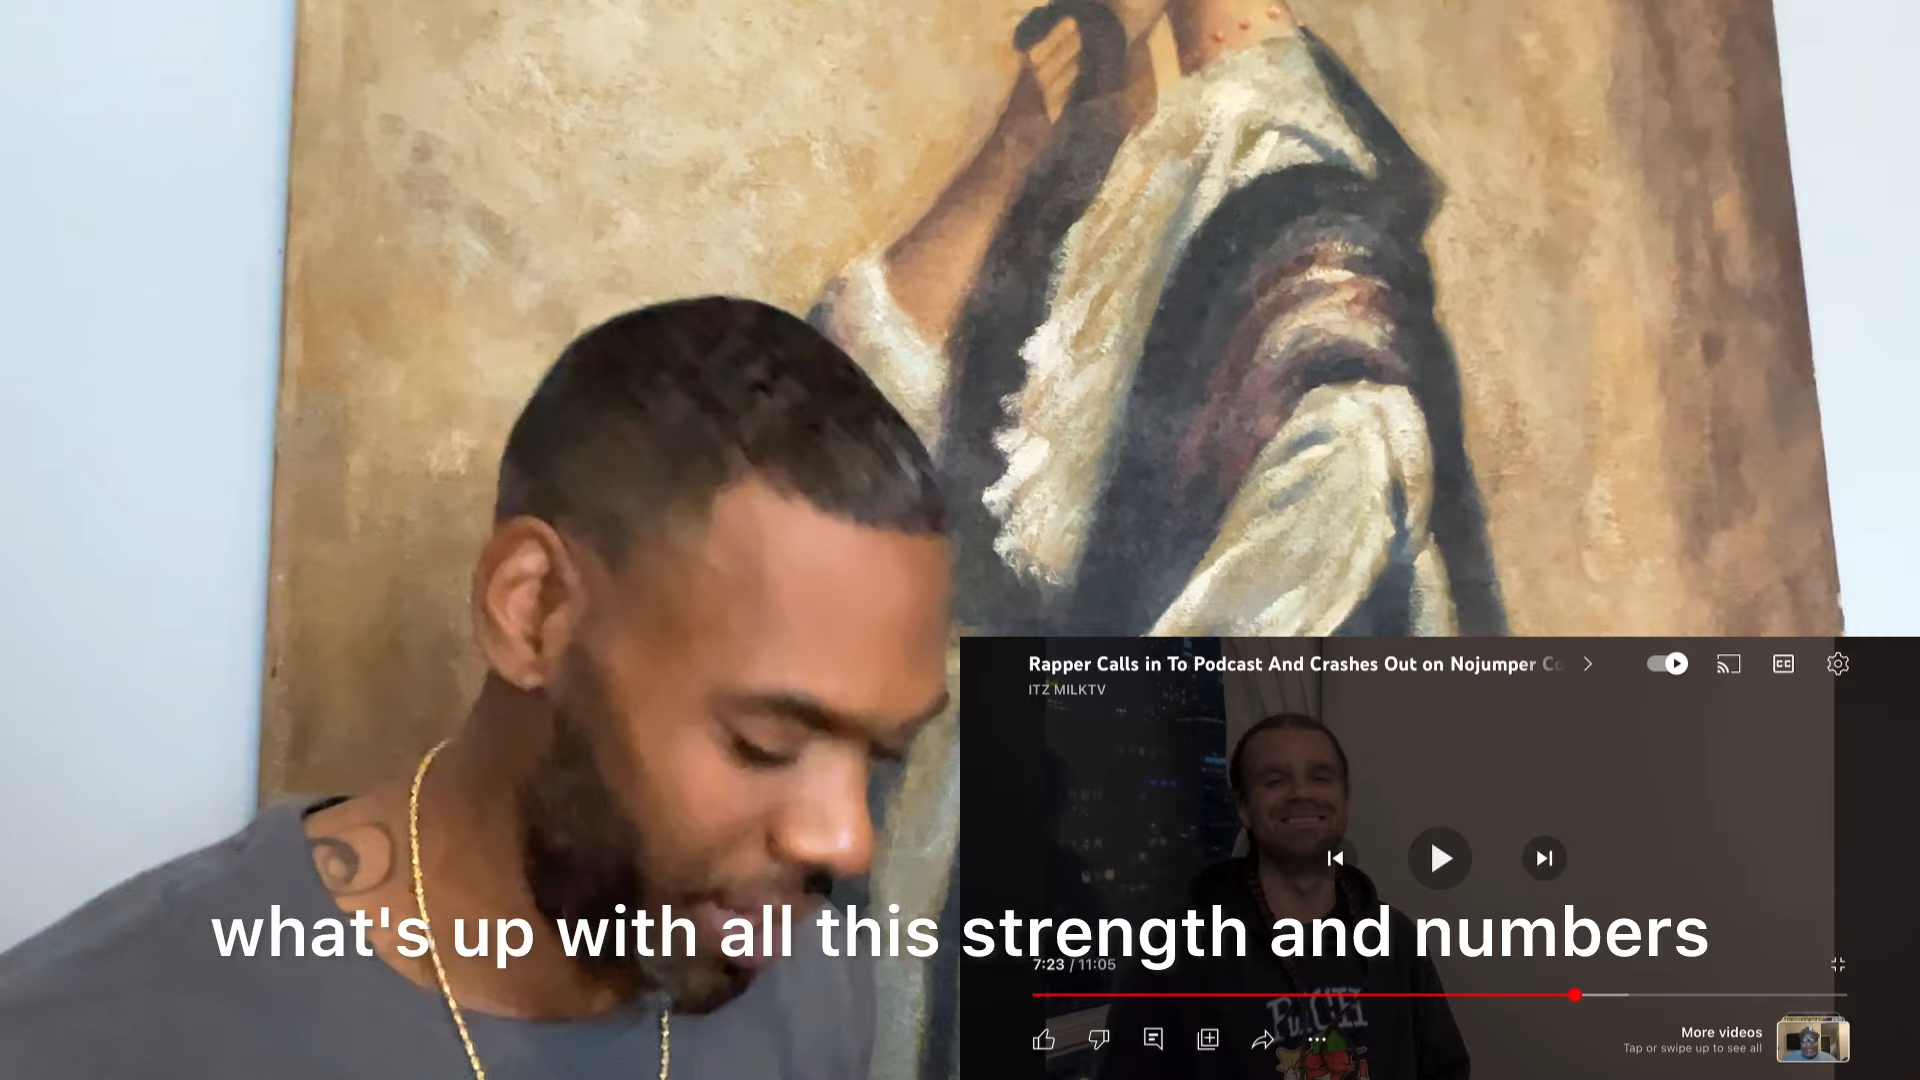 Rapper Calls in To Podcast And Crashes Out on Nojumper
ITZ MILKTV
what's up with all this strength and numbers
7:23 / 11:05
More videos
Tap or swipe up to see all